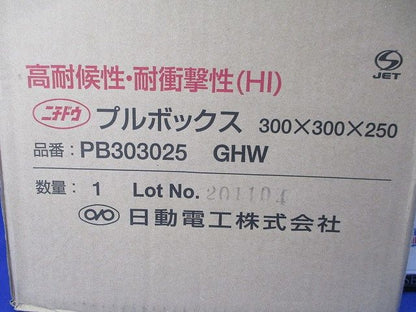 高耐候性・耐衝撃性(HI)
JET
ニチドウ プルボックス 300×300×250
品番：PB303025 GHW
数量：1 Lot No. 201104
日動電工株式会社